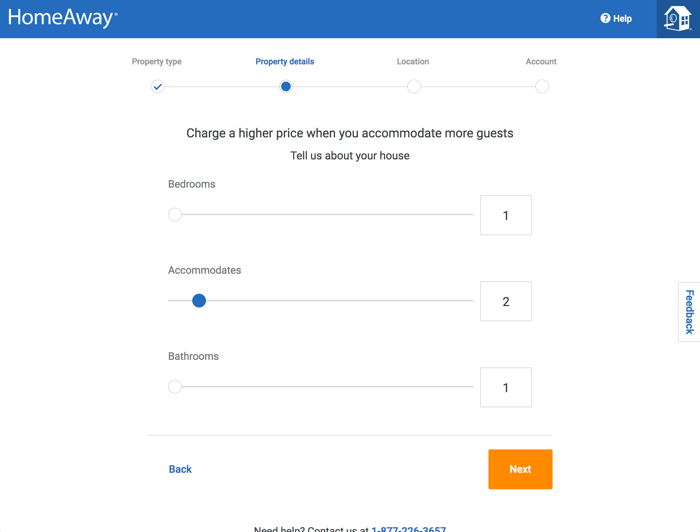 HomeAway®
Help
Property type
Property details
Location
Account
Charge a higher price when you accommodate more guests
Tell us about your house
Bedrooms
1
Accommodates
2
Feedback
Bathrooms
1
Back
Next
Need help? Contact us at 1-877-226-3657